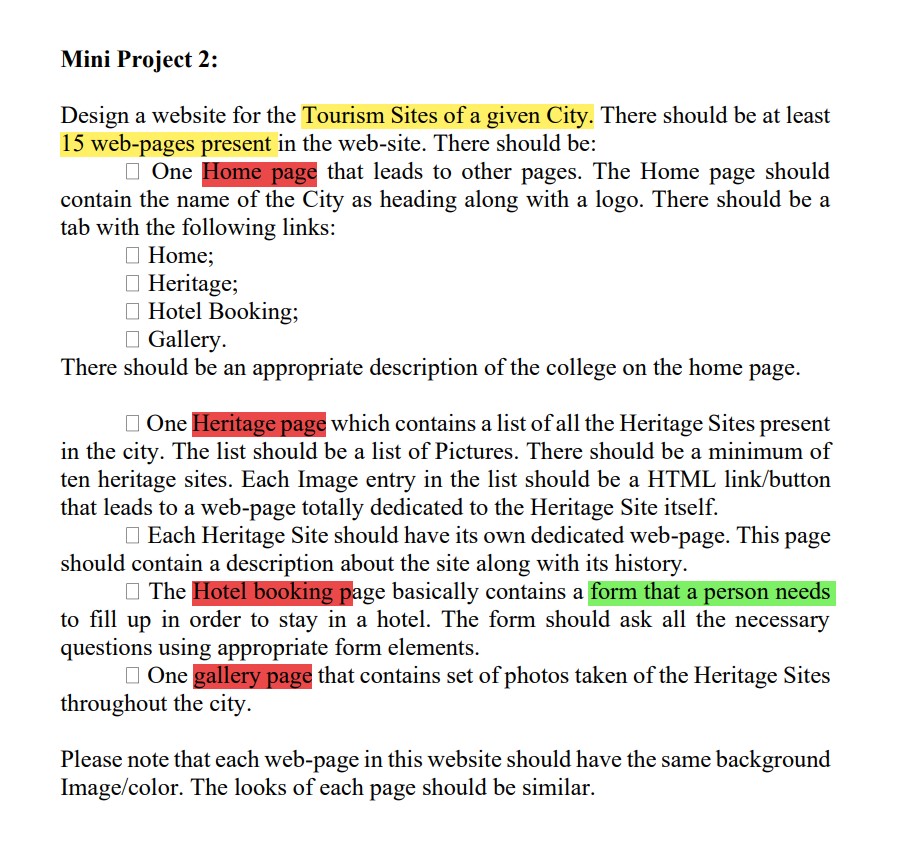 Mini Project 2:
Design a website for the Tourism Sites of a given City. There should be at least
15 web-pages present in the web-site. There should be:
☐ One Home page that leads to other pages. The Home page should
contain the name of the City as heading along with a logo. There should be a
tab with the following links:
☐ Home;
☐ Heritage;
☐ Hotel Booking;
☐ Gallery.
There should be an appropriate description of the college on the home page.
☐ One Heritage page which contains a list of all the Heritage Sites present
in the city. The list should be a list of Pictures. There should be a minimum of
ten heritage sites. Each Image entry in the list should be a HTML link/button
that leads to a web-page totally dedicated to the Heritage Site itself.
☐ Each Heritage Site should have its own dedicated web-page. This page
should contain a description about the site along with its history.
☐ The Hotel booking page basically contains a form that a person needs
to fill up in order to stay in a hotel. The form should ask all the necessary
questions using appropriate form elements.
☐ One gallery page that contains set of photos taken of the Heritage Sites
throughout the city.
Please note that each web-page in this website should have the same background
Image/color. The looks of each page should be similar.